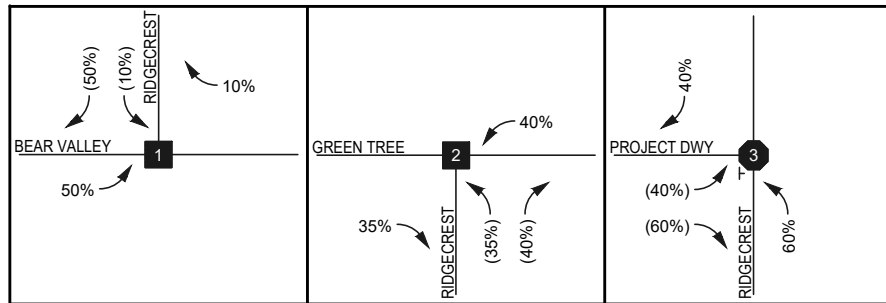 (50%)
(10%)
RIDGECREST
10%
BEAR VALLEY
1
50%
40%
GREEN TREE
2
35%
RIDGECREST
(35%)
(40%)
40%
PROJECT DWY
3
T
(40%)
(60%)
RIDGECREST
60%